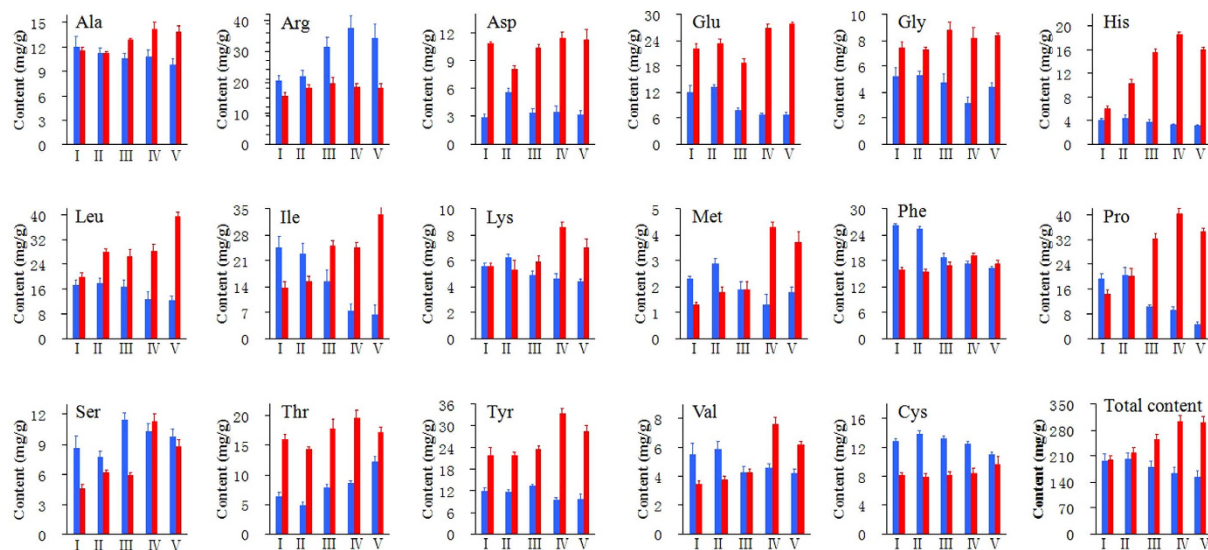 Ala
Content (mg/g)
15
12
9
6
3
0
I II III IV V
Arg
Content (mg/g)
40
30
20
10
0
I II III IV V
Asp
Content (mg/g)
12
9
6
3
0
I II III IV V
Glu
Content (mg/g)
30
24
18
12
6
0
I II III IV V
Gly
Content (mg/g)
10
8
6
4
2
0
I II III IV V
His
Content (mg/g)
20
16
12
8
4
0
I II III IV V
Leu
Content (mg/g)
40
32
24
16
8
0
I II III IV V
Ile
Content (mg/g)
35
28
21
14
7
0
I II III IV V
Lys
Content (mg/g)
10
8
6
4
2
0
I II III IV V
Met
Content (mg/g)
5
4
3
2
1
0
I II III IV V
Phe
Content (mg/g)
30
24
18
12
6
0
I II III IV V
Pro
Content (mg/g)
40
32
24
16
8
0
I II III IV V
Ser
Content (mg/g)
12
9
6
3
0
I II III IV V
Thr
Content (mg/g)
20
15
10
5
0
I II III IV V
Tyr
Content (mg/g)
36
30
24
18
12
6
0
I II III IV V
Val
Content (mg/g)
10
8
6
4
2
0
I II III IV V
Cys
Content (mg/g)
16
12
8
4
0
I II III IV V
Total content
Content (mg/g)
350
280
210
140
70
0
I II III IV V